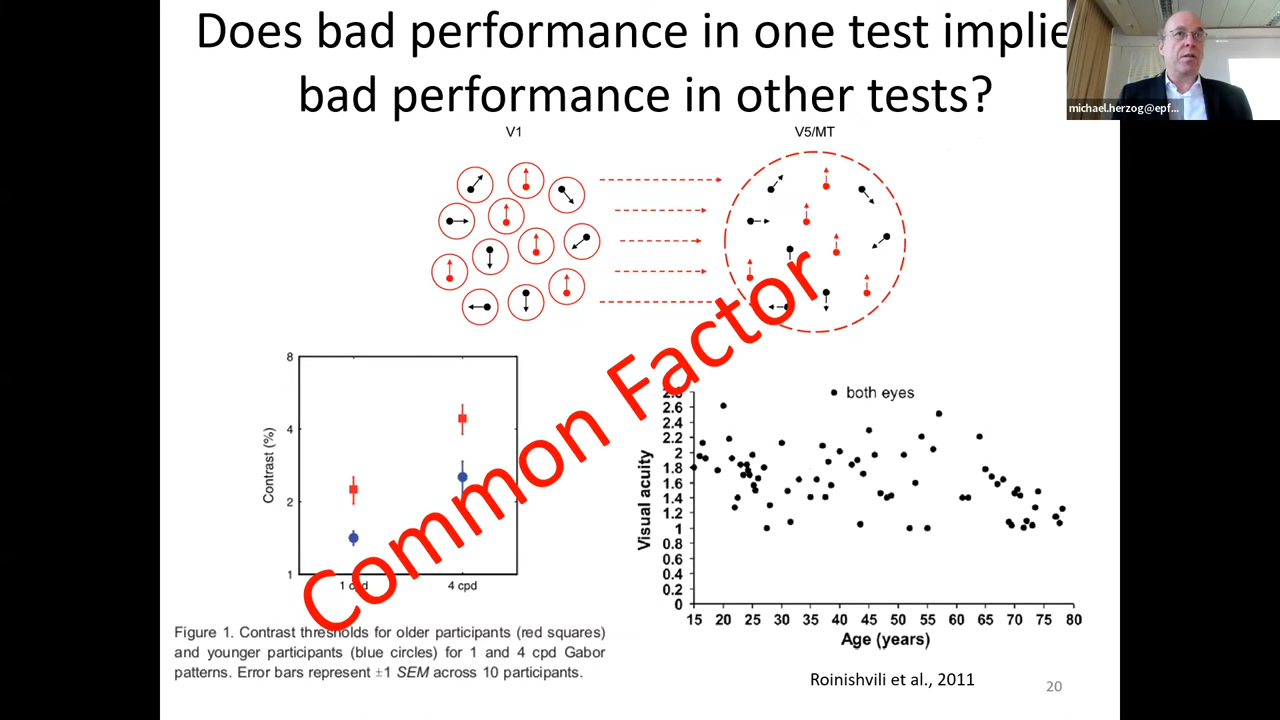 Does bad performance in one test implie
bad performance in other tests?
michael.herzog@epf...
V1
V5/MT
Common Factor
8
4
2
1
Contrast (%)
1 cpd
4 cpd
Figure 1. Contrast thresholds for older participants (red squares)
and younger participants (blue circles) for 1 and 4 cpd Gabor
patterns. Error bars represent ±1 SEM across 10 participants.
both eyes
2.8
2.6
2.4
2.2
2
1.8
1.6
1.4
1.2
1
0.8
0.6
0.4
0.2
0
Visual acuity
15 20 25 30 35 40 45 50 55 60 65 70 75 80
Age (years)
Roinishvili et al., 2011
20